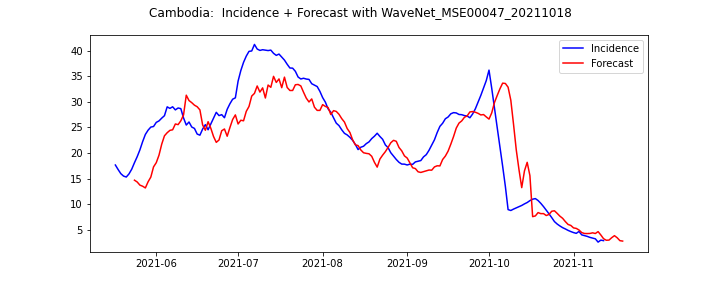 Cambodia:  Incidence + Forecast with WaveNet_MSE00047_20211018
Incidence
Forecast
40
35
30
25
20
15
10
5
2021-06 2021-07 2021-08 2021-09 2021-10 2021-11